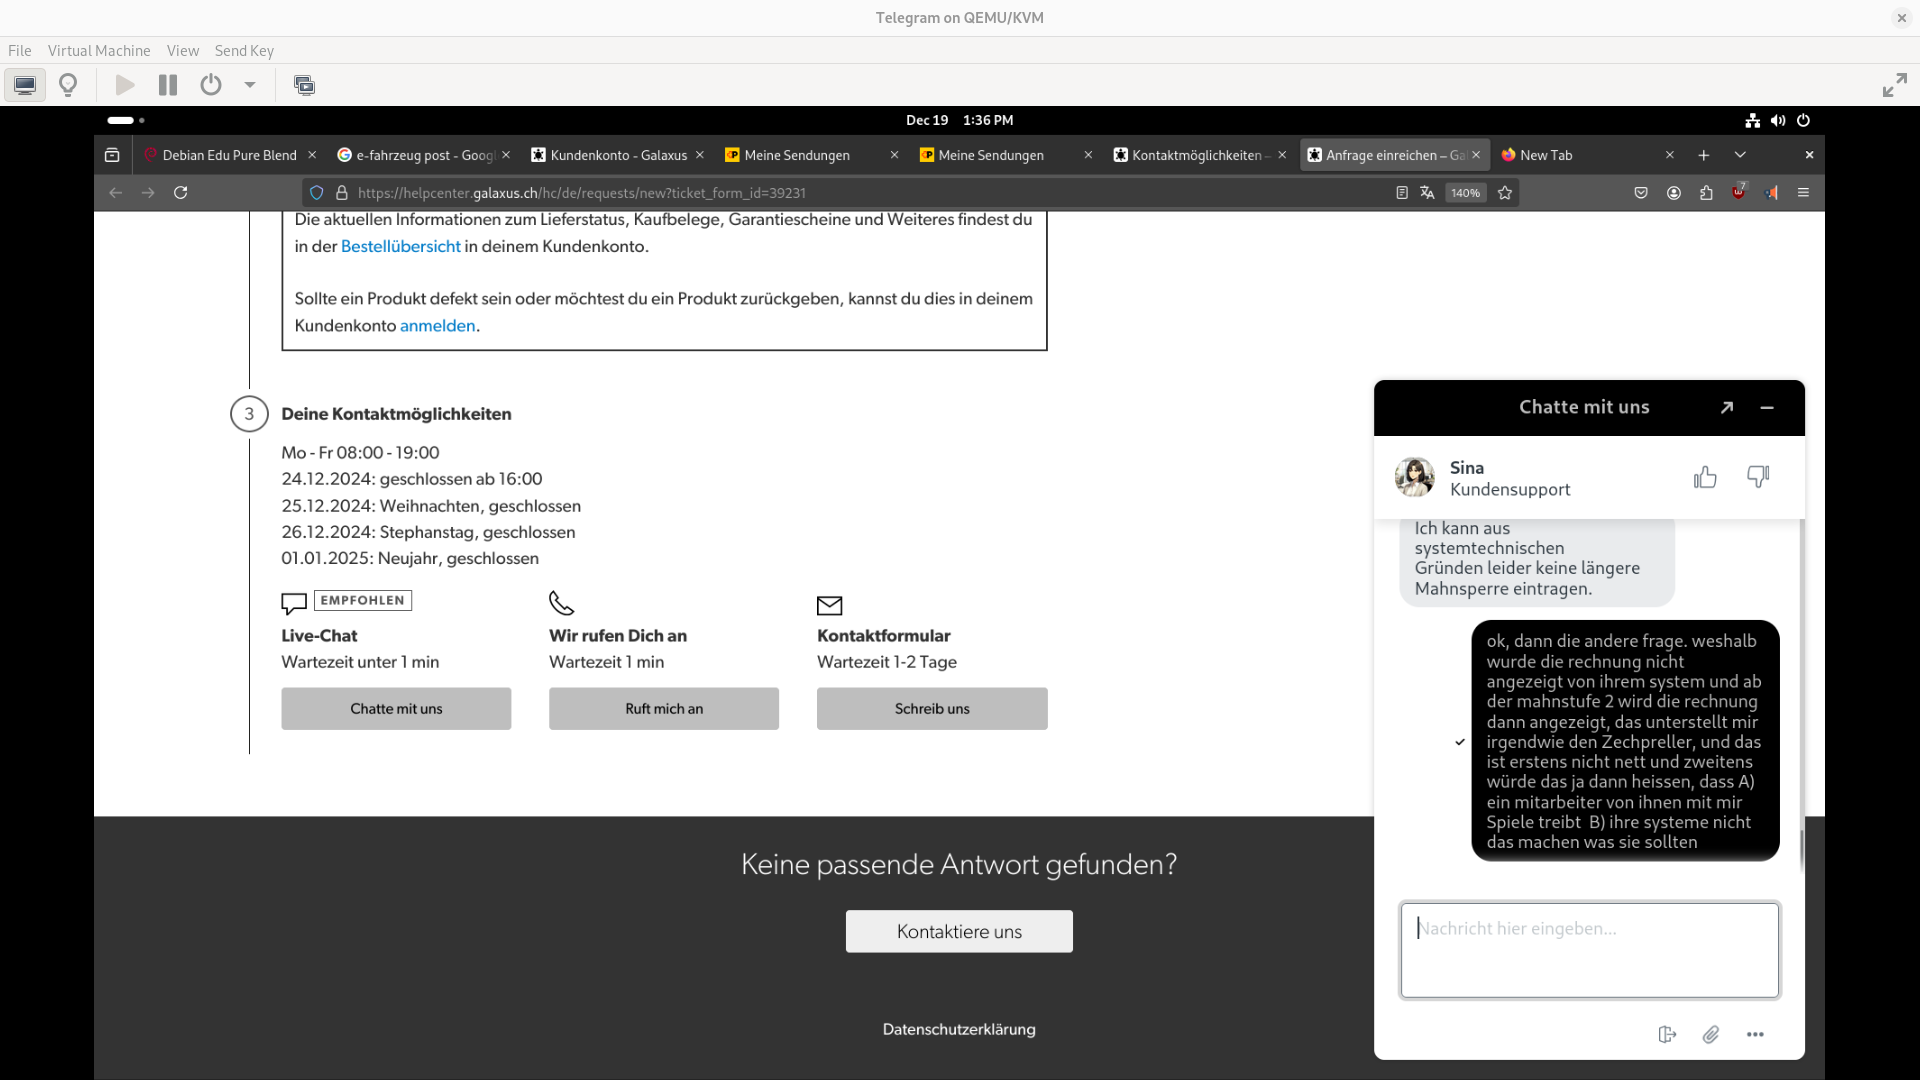 Telegram on QEMU/KVM
File Virtual Machine View Send Key
Dec 19 1:36 PM
Debian Edu Pure Blend
e-fahrzeug post - Googl
Kundenkonto - Galaxus
Meine Sendungen
Meine Sendungen
Kontaktmöglichkeiten –
Anfrage einreichen – Ga
New Tab
https://helpcenter.galaxus.ch/hc/de/requests/new?ticket_form_id=39231
140%
7
Die aktuellen Informationen zum Lieferstatus, Kaufbelege, Garantiescheine und Weiteres findest du
in der Bestellübersicht in deinem Kundenkonto.
Sollte ein Produkt defekt sein oder möchtest du ein Produkt zurückgeben, kannst du dies in deinem
Kundenkonto anmelden.
3
Deine Kontaktmöglichkeiten
Mo - Fr 08:00 - 19:00
24.12.2024: geschlossen ab 16:00
25.12.2024: Weihnachten, geschlossen
26.12.2024: Stephanstag, geschlossen
01.01.2025: Neujahr, geschlossen
EMPFOHLEN
Live-Chat
Wartezeit unter 1 min
Chatte mit uns
Wir rufen Dich an
Wartezeit 1 min
Ruft mich an
Kontaktformular
Wartezeit 1-2 Tage
Schreib uns
Keine passende Antwort gefunden?
Kontaktiere uns
Datenschutzerklärung
Chatte mit uns
Sina
Kundensupport
Ich kann aus
systemtechnischen
Gründen leider keine längere
Mahnsperre eintragen.
ok, dann die andere frage. weshalb
wurde die rechnung nicht
angezeigt von ihrem system und ab
der mahnstufe 2 wird die rechnung
dann angezeigt, das unterstellt mir
irgendwie den Zechpreller, und das
ist erstens nicht nett und zweitens
würde das ja dann heissen, dass A)
ein mitarbeiter von ihnen mit mir
Spiele treibt B) ihre systeme nicht
das machen was sie sollten
Nachricht hier eingeben...